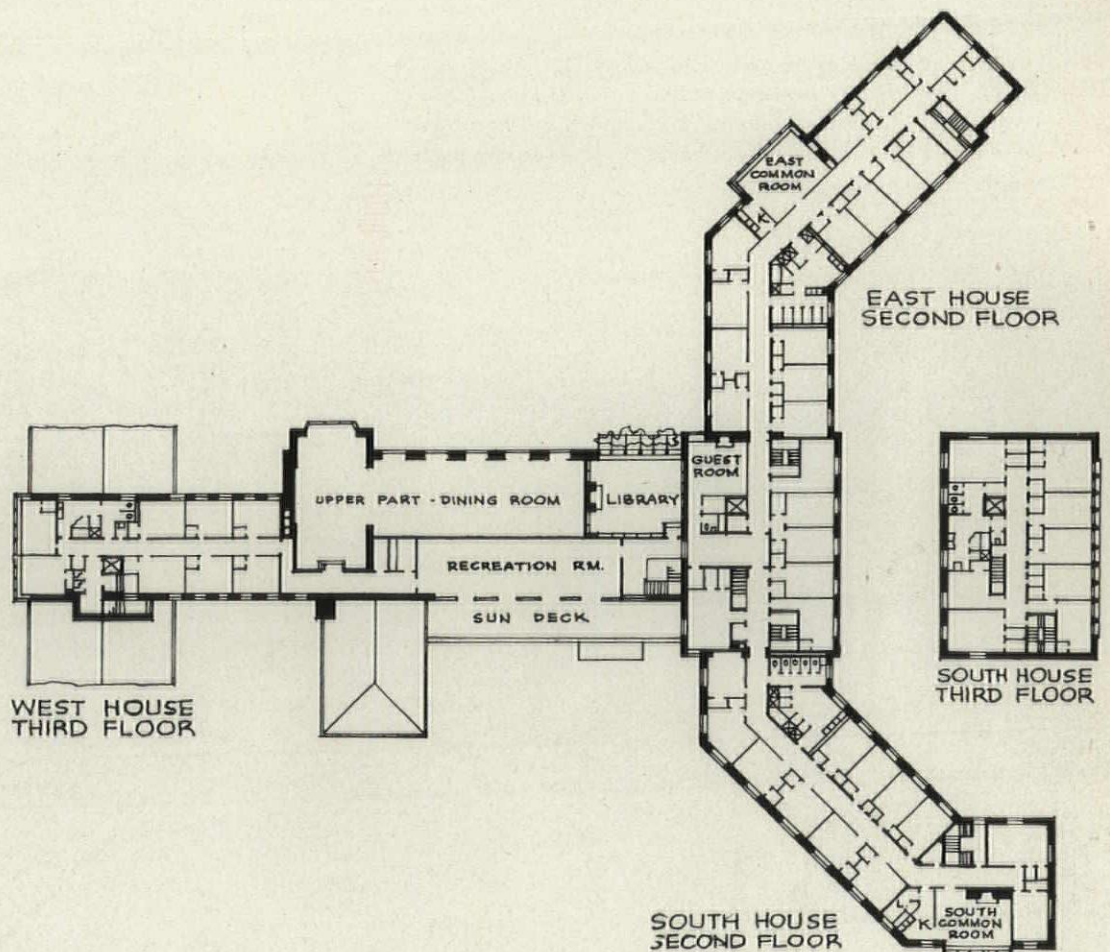 EAST
COMMON
ROOM
K
EAST HOUSE
SECOND FLOOR
GUEST
ROOM
UPPER PART - DINING ROOM
LIBRARY
RECREATION RM.
SUN DECK
WEST HOUSE
THIRD FLOOR
SOUTH HOUSE
THIRD FLOOR
K
SOUTH
COMMON
ROOM
SOUTH HOUSE
SECOND FLOOR